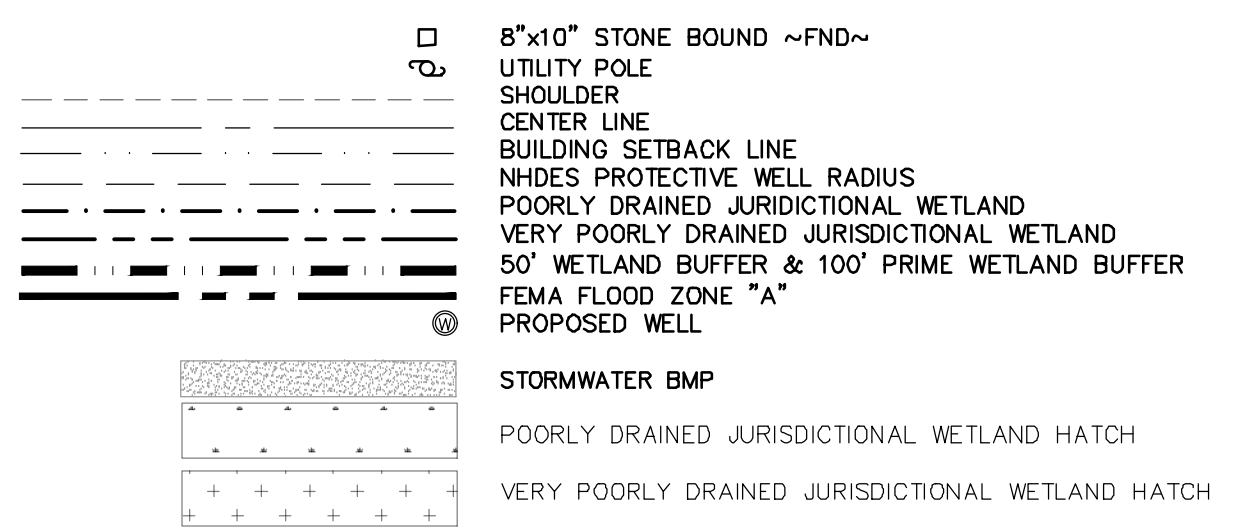 8"x10" STONE BOUND ~FND~
UTILITY POLE
SHOULDER
CENTER LINE
BUILDING SETBACK LINE
NHDES PROTECTIVE WELL RADIUS
POORLY DRAINED JURIDICTIONAL WETLAND
VERY POORLY DRAINED JURISDICTIONAL WETLAND
50' WETLAND BUFFER & 100' PRIME WETLAND BUFFER
FEMA FLOOD ZONE "A"
W PROPOSED WELL
STORMWATER BMP
POORLY DRAINED JURISDICTIONAL WETLAND HATCH
VERY POORLY DRAINED JURISDICTIONAL WETLAND HATCH